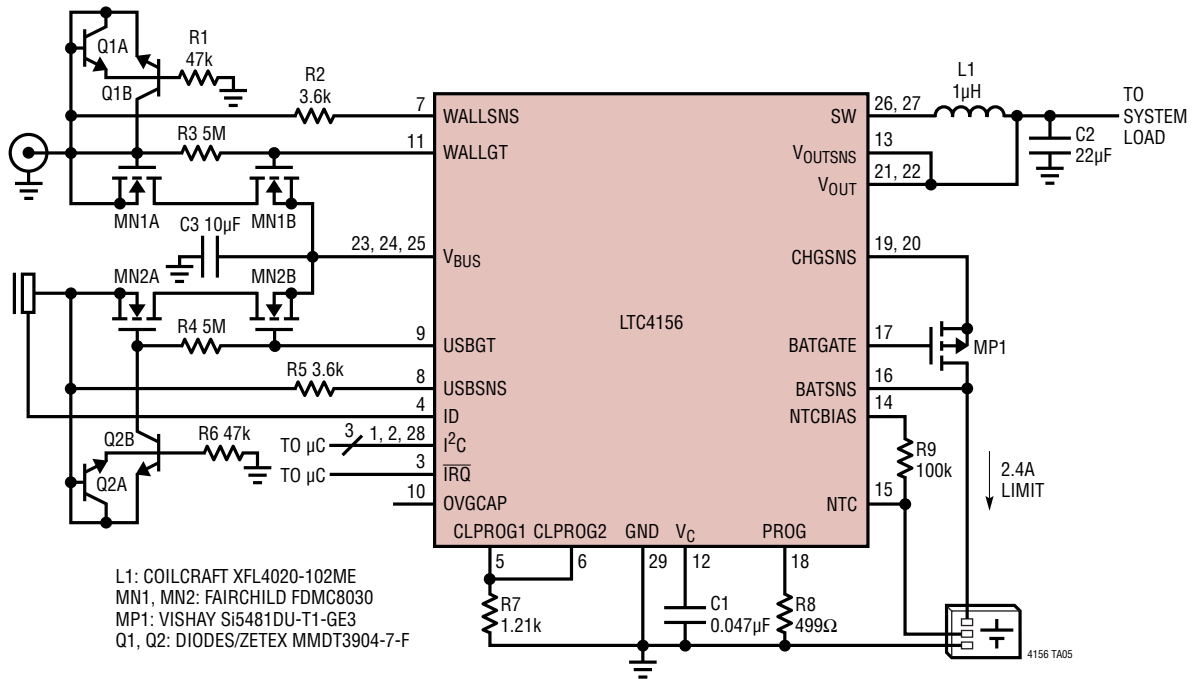 Q1A
R1
47k
Q1B
R2
3.6k
R3 5M
MN1A
MN1B
C3 10µF
MN2A
MN2B
R4 5M
R5 3.6k
Q2B
R6 47k
Q2A
TO µC
3
TO µC
7
11
23, 24, 25
9
8
4
1, 2, 28
3
10
WALLSNS
WALLGT
VBUS
USBGT
USBSNS
ID
I2C
IRQ
OVGCAP
LTC4156
SW
VOUTSNS
VOUT
CHGSNS
BATGATE
BATSNS
NTCBIAS
NTC
CLPROG1
CLPROG2
GND
VC
PROG
26, 27
13
21, 22
19, 20
17
16
14
15
5
6
29
12
18
L1
1µH
TO
SYSTEM
LOAD
C2
22µF
MP1
R9
100k
2.4A
LIMIT
R7
1.21k
C1
0.047µF
R8
499Ω
L1: COILCRAFT XFL4020-102ME
MN1, MN2: FAIRCHILD FDMC8030
MP1: VISHAY Si5481DU-T1-GE3
Q1, Q2: DIODES/ZETEX MMDT3904-7-F
4156 TA05